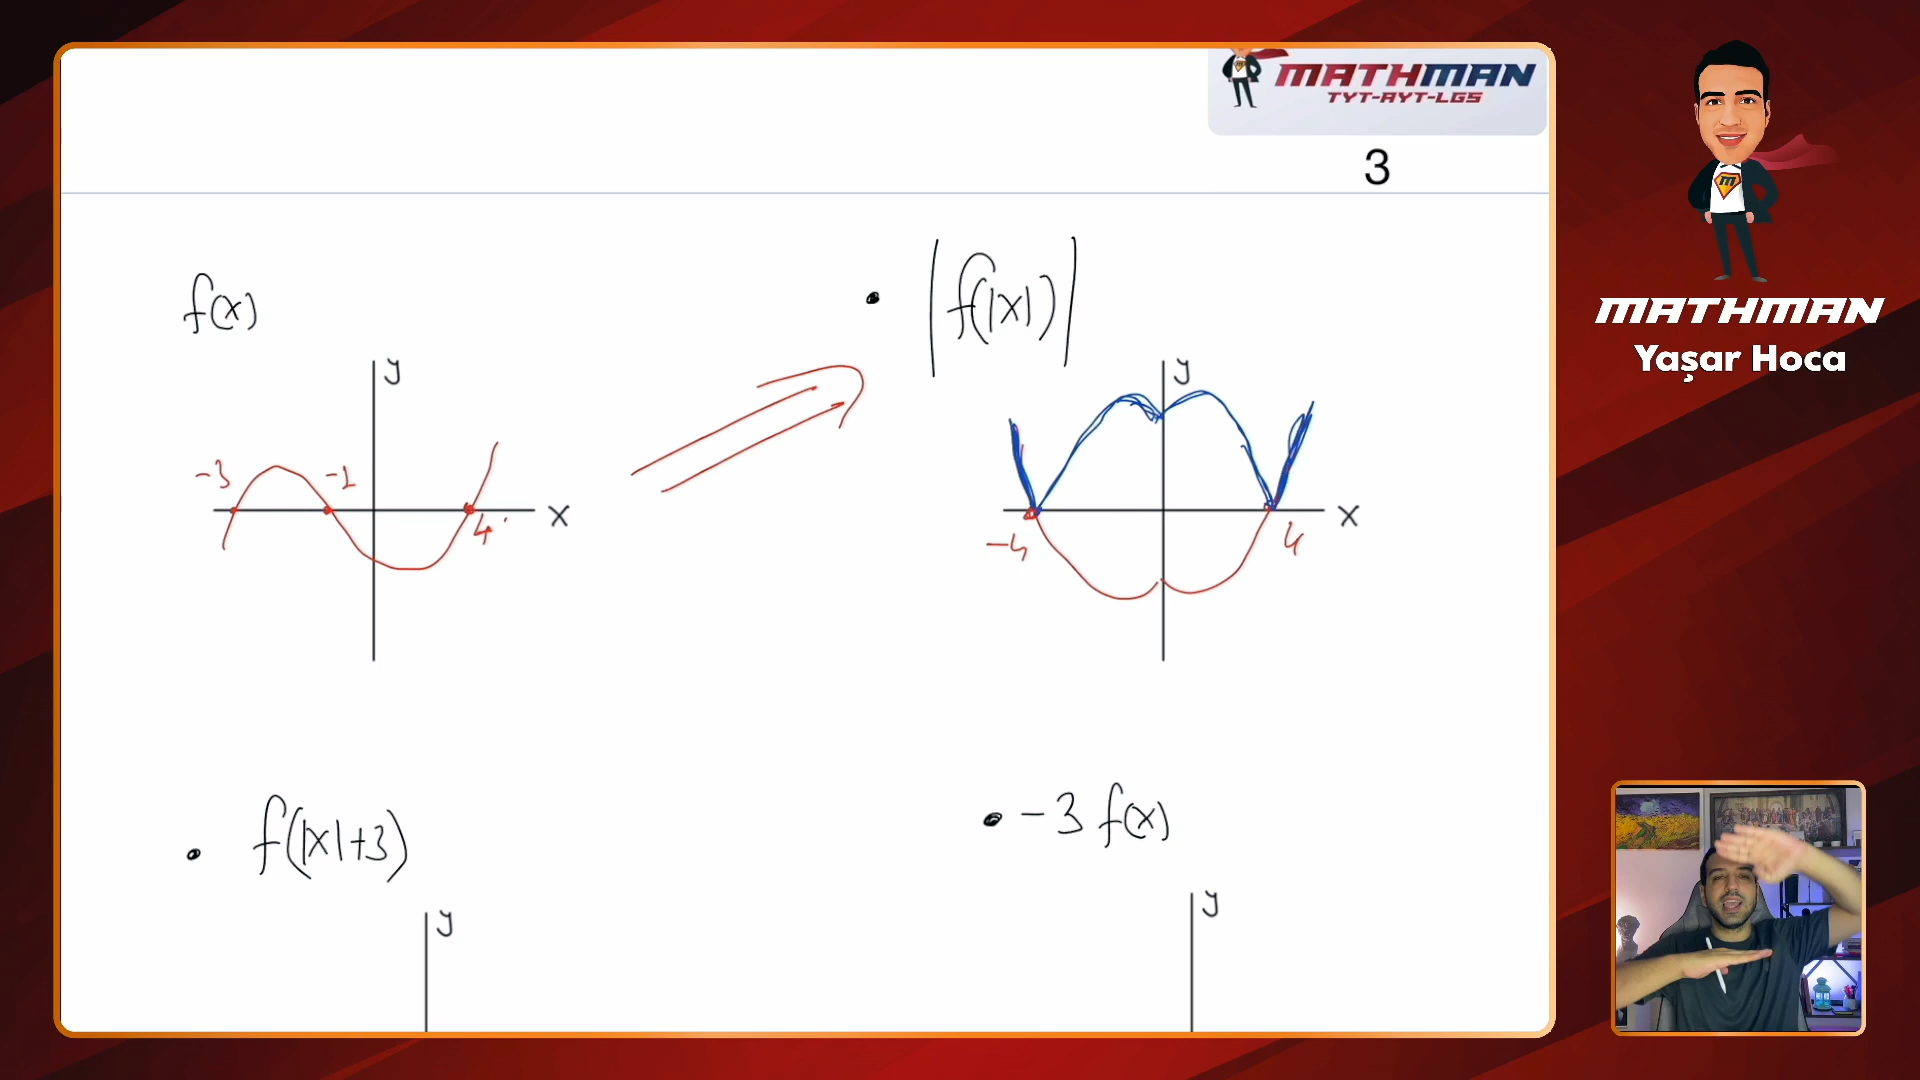 MATHMAN
TYT-AYT-LGS
3
f(x)
y
-3
-1
4
x
|f(|x|)|
y
-4
4
x
f(|x|+3)
y
-3 f(x)
y
MATHMAN
Yaşar Hoca